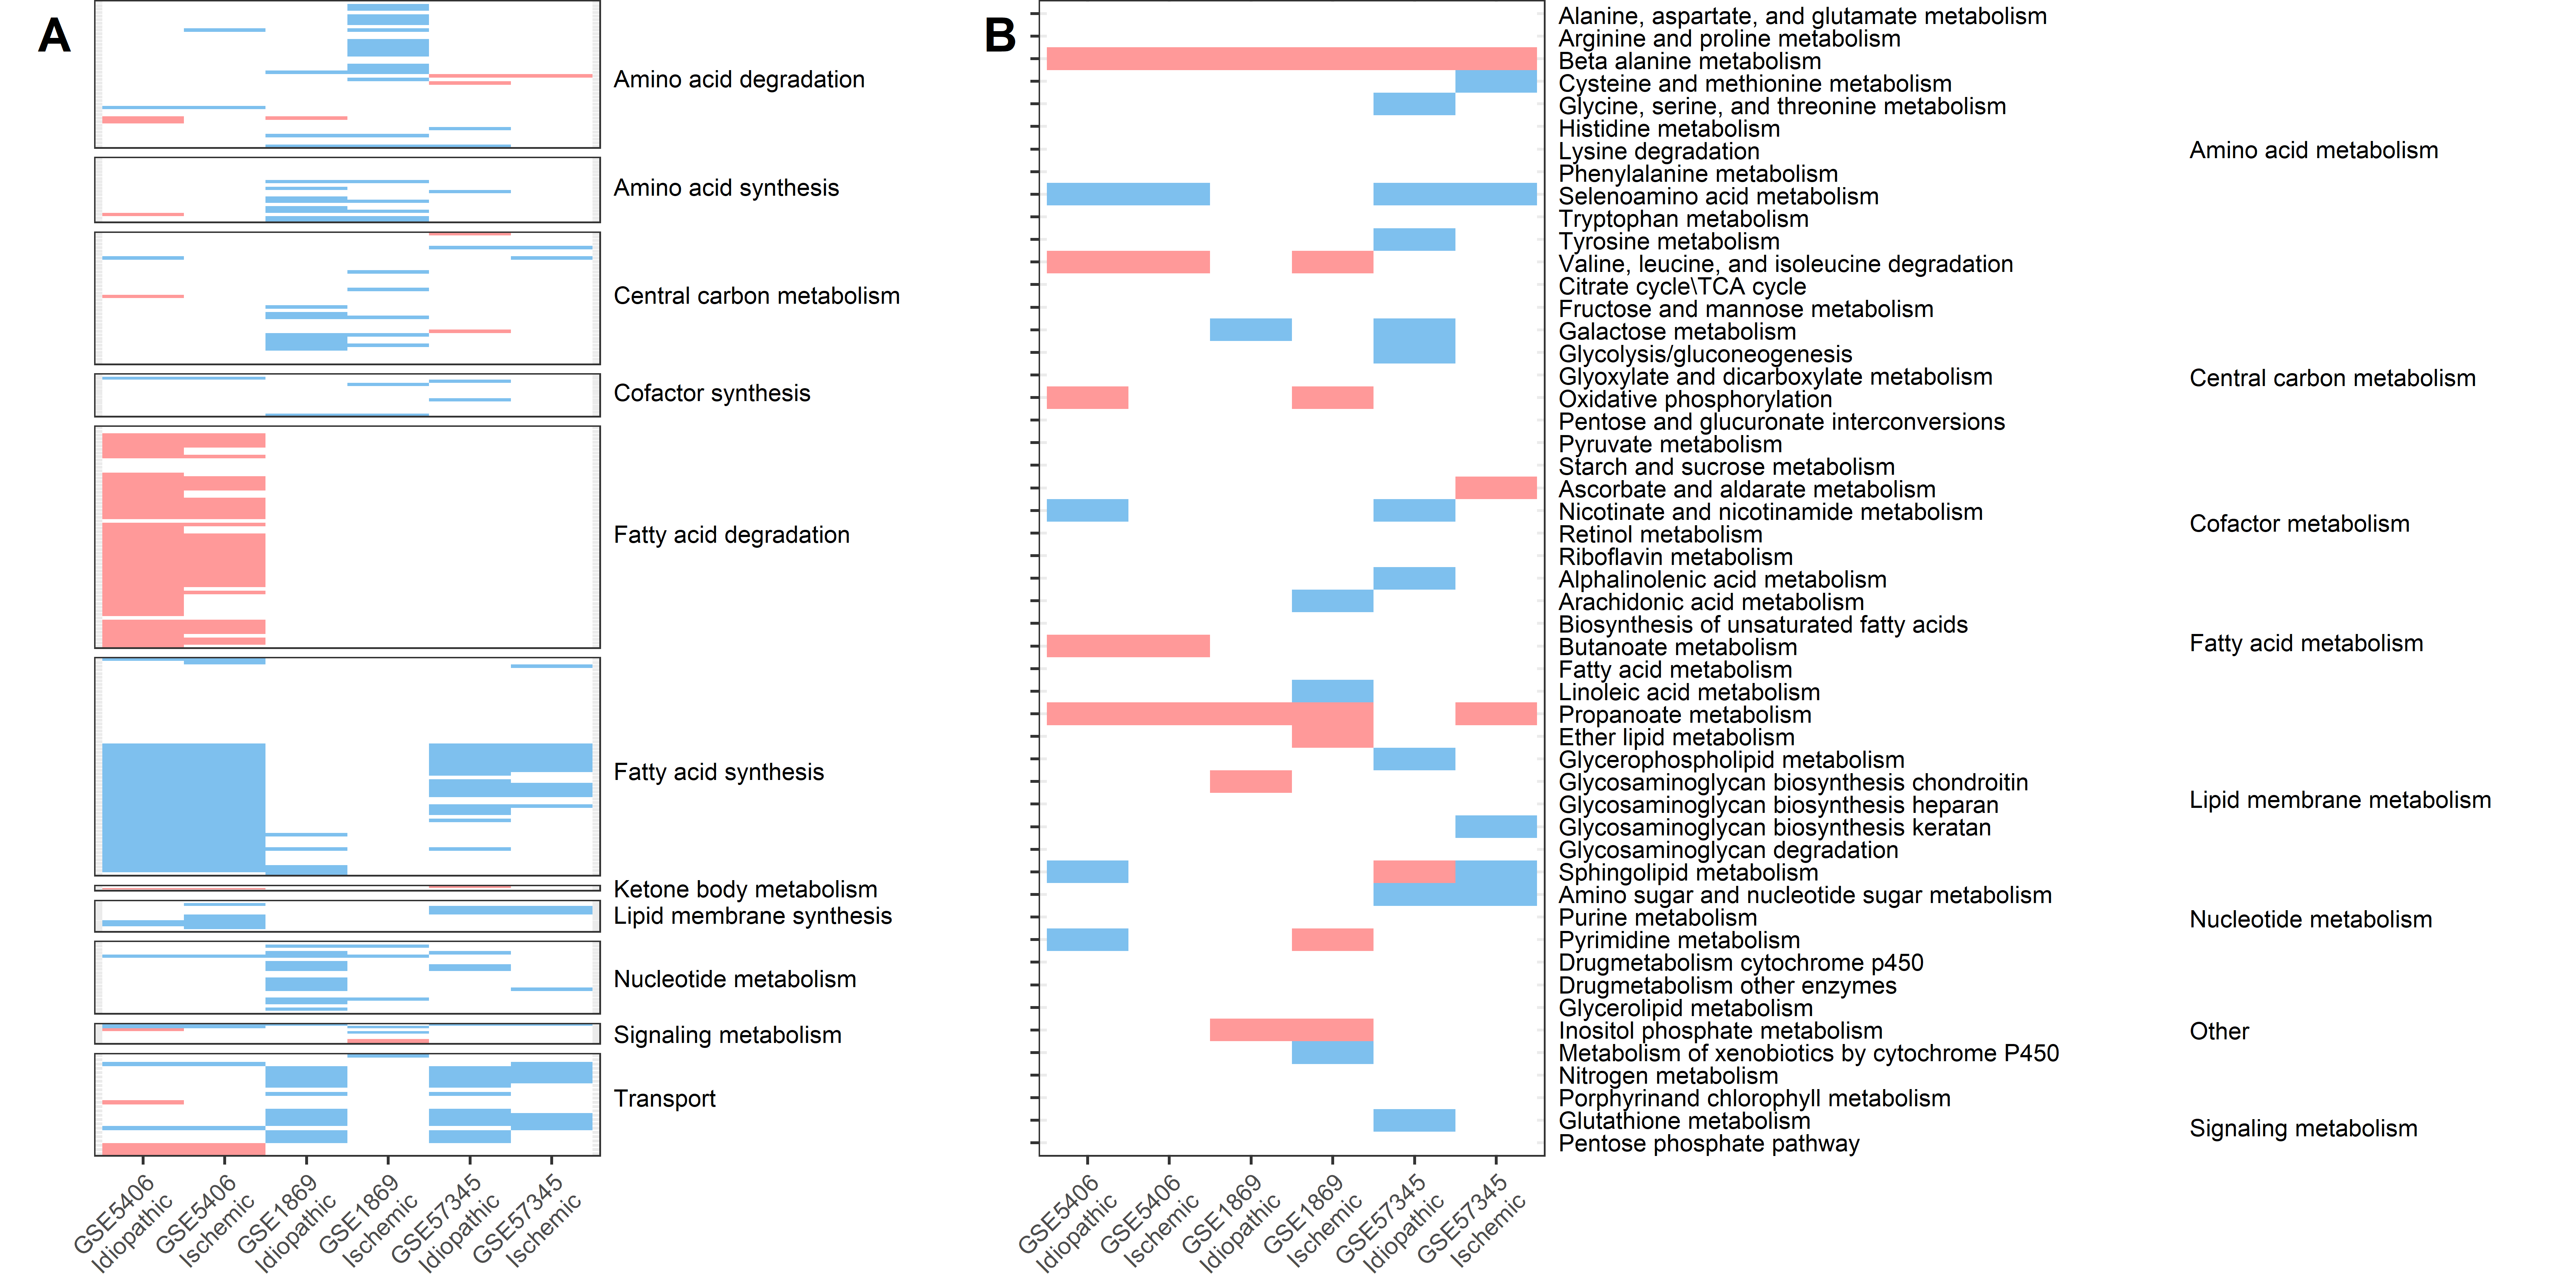 A
Amino acid degradation
Amino acid synthesis
Central carbon metabolism
Cofactor synthesis
Fatty acid degradation
Fatty acid synthesis
Ketone body metabolism
Lipid membrane synthesis
Nucleotide metabolism
Signaling metabolism
Transport
GSE5406
Idiopathic
GSE5406
Ischemic
GSE1869
Idiopathic
GSE1869
Ischemic
GSE57345
Idiopathic
GSE57345
Ischemic
B
Alanine, aspartate, and glutamate metabolism
Arginine and proline metabolism
Beta alanine metabolism
Cysteine and methionine metabolism
Glycine, serine, and threonine metabolism
Histidine metabolism
Lysine degradation
Phenylalanine metabolism
Selenoamino acid metabolism
Tryptophan metabolism
Tyrosine metabolism
Valine, leucine, and isoleucine degradation
Citrate cycle\TCA cycle
Fructose and mannose metabolism
Galactose metabolism
Glycolysis/gluconeogenesis
Glyoxylate and dicarboxylate metabolism
Oxidative phosphorylation
Pentose and glucuronate interconversions
Pyruvate metabolism
Starch and sucrose metabolism
Ascorbate and aldarate metabolism
Nicotinate and nicotinamide metabolism
Retinol metabolism
Riboflavin metabolism
Alphalinolenic acid metabolism
Arachidonic acid metabolism
Biosynthesis of unsaturated fatty acids
Butanoate metabolism
Fatty acid metabolism
Linoleic acid metabolism
Propanoate metabolism
Ether lipid metabolism
Glycerophospholipid metabolism
Glycosaminoglycan biosynthesis chondroitin
Glycosaminoglycan biosynthesis heparan
Glycosaminoglycan biosynthesis keratan
Glycosaminoglycan degradation
Sphingolipid metabolism
Amino sugar and nucleotide sugar metabolism
Purine metabolism
Pyrimidine metabolism
Drugmetabolism cytochrome p450
Drugmetabolism other enzymes
Glycerolipid metabolism
Inositol phosphate metabolism
Metabolism of xenobiotics by cytochrome P450
Nitrogen metabolism
Porphyrinand chlorophyll metabolism
Glutathione metabolism
Pentose phosphate pathway
Amino acid metabolism
Central carbon metabolism
Cofactor metabolism
Fatty acid metabolism
Lipid membrane metabolism
Nucleotide metabolism
Other
Signaling metabolism
GSE5406
Idiopathic
GSE5406
Ischemic
GSE1869
Idiopathic
GSE1869
Ischemic
GSE57345
Idiopathic
GSE57345
Ischemic